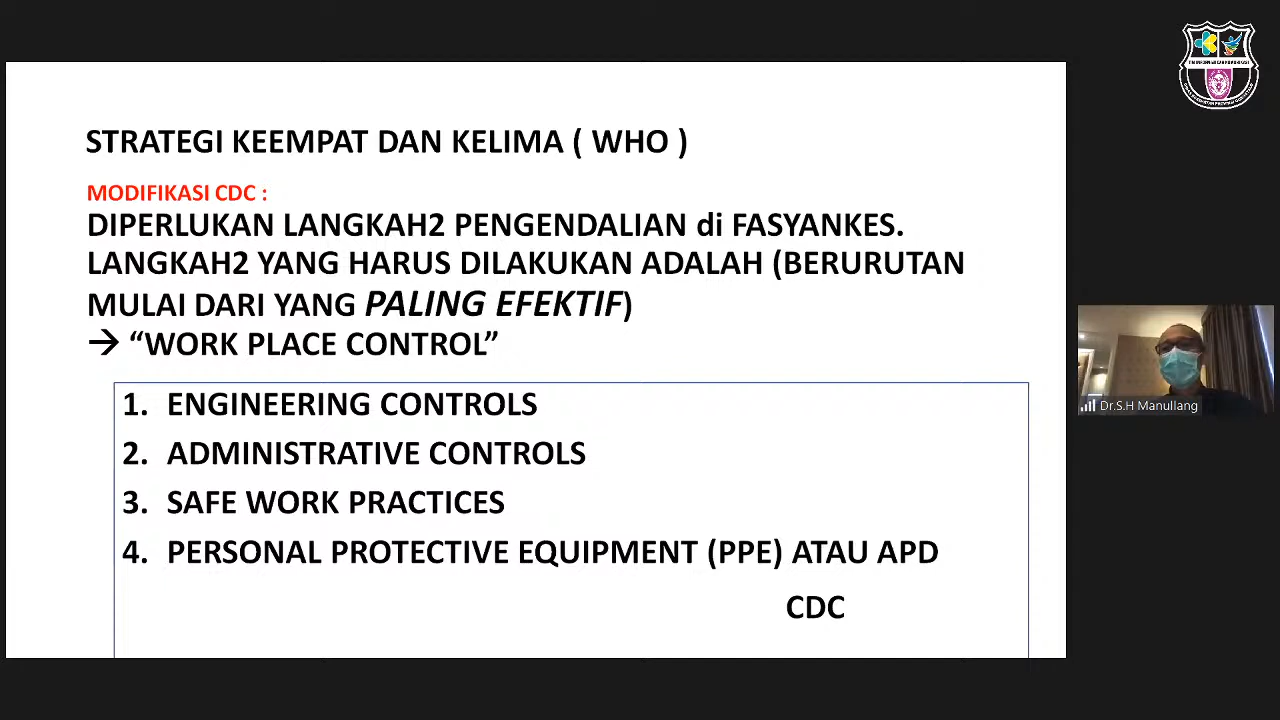 STRATEGI KEEMPAT DAN KELIMA ( WHO )
MODIFIKASI CDC :
DIPERLUKAN LANGKAH2 PENGENDALIAN di FASYANKES.
LANGKAH2 YANG HARUS DILAKUKAN ADALAH (BERURUTAN
MULAI DARI YANG PALING EFEKTIF)
→ “WORK PLACE CONTROL”
1. ENGINEERING CONTROLS
2. ADMINISTRATIVE CONTROLS
3. SAFE WORK PRACTICES
4. PERSONAL PROTECTIVE EQUIPMENT (PPE) ATAU APD
CDC
Dr.S.H Manullang